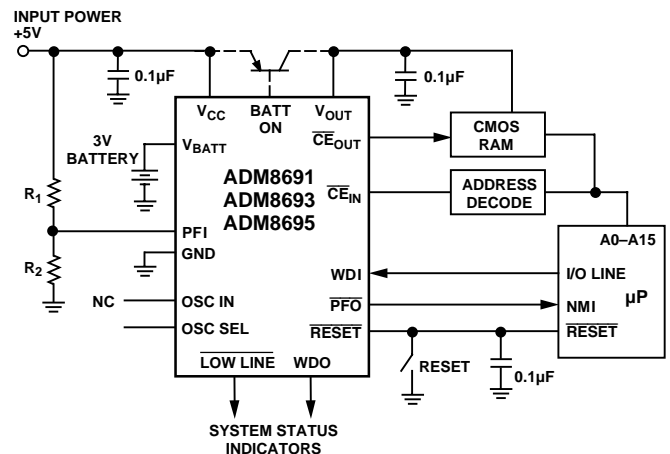 INPUT POWER
+5V
0.1µF
0.1µF
VCC
BATT
ON
VOUT
3V
BATTERY
VBATT
CEOUT
CMOS
RAM
ADM8691
ADM8693
ADM8695
CEIN
ADDRESS
DECODE
R1
PFI
GND
R2
A0–A15
WDI
I/O LINE
µP
NC
OSC IN
PFO
NMI
OSC SEL
RESET
RESET
LOW LINE
WDO
RESET
0.1µF
SYSTEM STATUS
INDICATORS